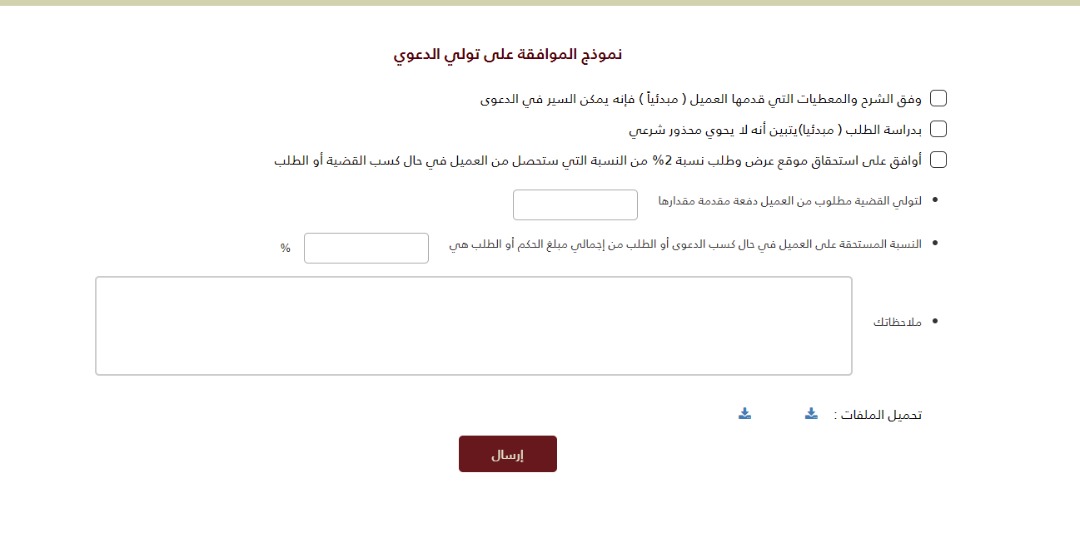 نموذج الموافقة على تولي الدعوي
وفق الشرح والمعطيات التي قدمها العميل ( مبدئياً ) فإنه يمكن السير في الدعوى
بدراسة الطلب ( مبدئيا)يتبين أنه لا يحوي محذور شرعي
أوافق على استحقاق موقع عرض وطلب نسبة 2% من النسبة التي ستحصل من العميل في حال كسب القضية أو الطلب
لتولي القضية مطلوب من العميل دفعة مقدمة مقدارها
النسبة المستحقة على العميل في حال كسب الدعوى أو الطلب من إجمالي مبلغ الحكم أو الطلب هي %
ملاحظاتك
تحميل الملفات :
إرسال